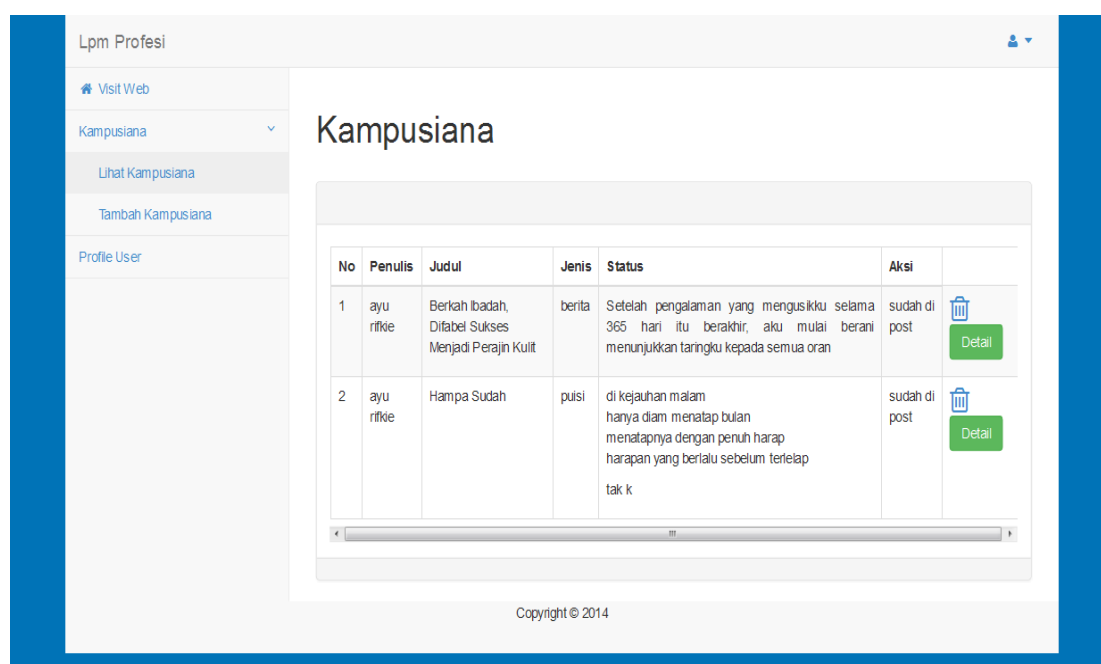 Lpm Profesi
Visit Web
Kampusiana
Lihat Kampusiana
Tambah Kampusiana
Profile User
Kampusiana
No Penulis Judul Jenis Status Aksi
1 ayu rifkie Berkah Ibadah, Difabel Sukses Menjadi Perajin Kulit berita Setelah pengalaman yang mengusikku selama 365 hari itu berakhir, aku mulai berani menunjukkan taringku kepada semua oran sudah di post Detail
2 ayu rifkie Hampa Sudah puisi di kejauhan malam
hanya diam menatap bulan
menatapnya dengan penuh harap
harapan yang berlalu sebelum terlelap
tak k
sudah di post Detail
Copyright © 2014